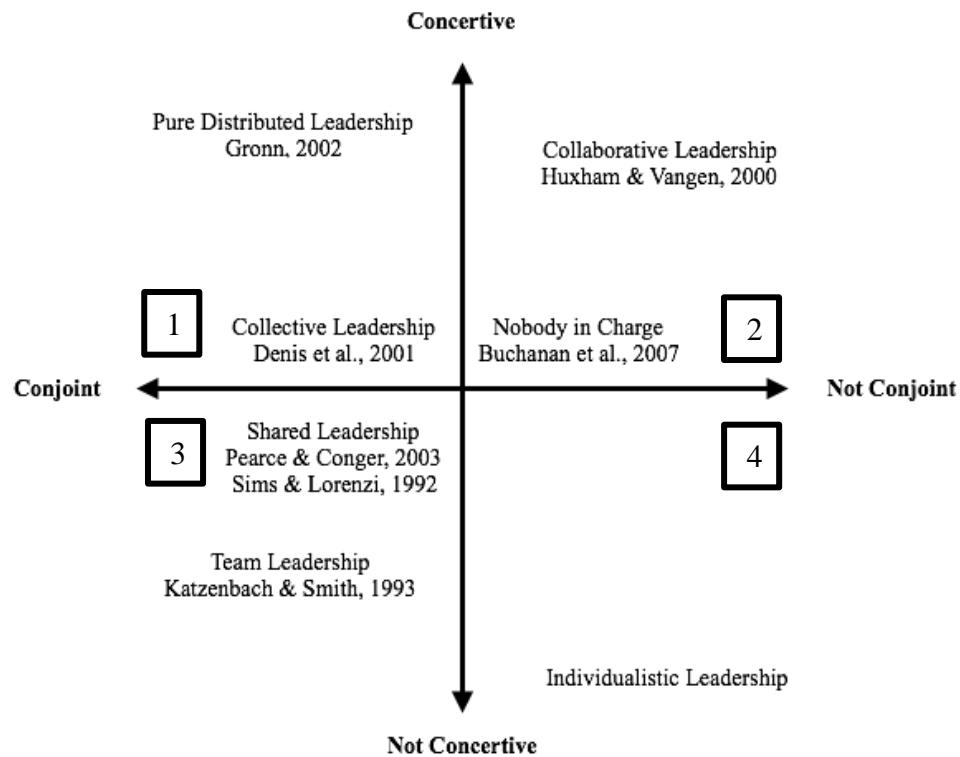 Concertive
Pure Distributed Leadership
Gronn, 2002
Collaborative Leadership
Huxham & Vangen, 2000
1
Collective Leadership
Denis et al., 2001
Nobody in Charge
Buchanan et al., 2007
2
Conjoint
Not Conjoint
3
Shared Leadership
Pearce & Conger, 2003
Sims & Lorenzi, 1992
4
Team Leadership
Katzenbach & Smith, 1993
Individualistic Leadership
Not Concertive